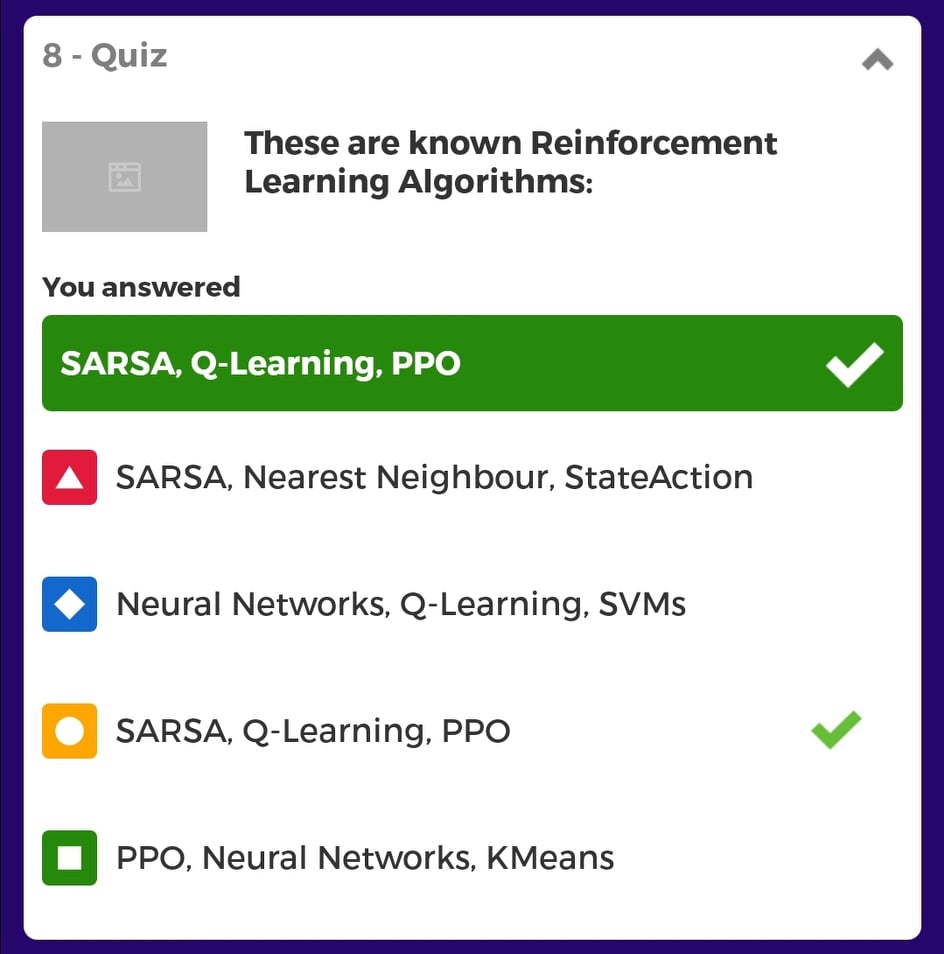 8 - Quiz
These are known Reinforcement
Learning Algorithms:
You answered
SARSA, Q-Learning, PPO
SARSA, Nearest Neighbour, StateAction
Neural Networks, Q-Learning, SVMs
SARSA, Q-Learning, PPO
PPO, Neural Networks, KMeans